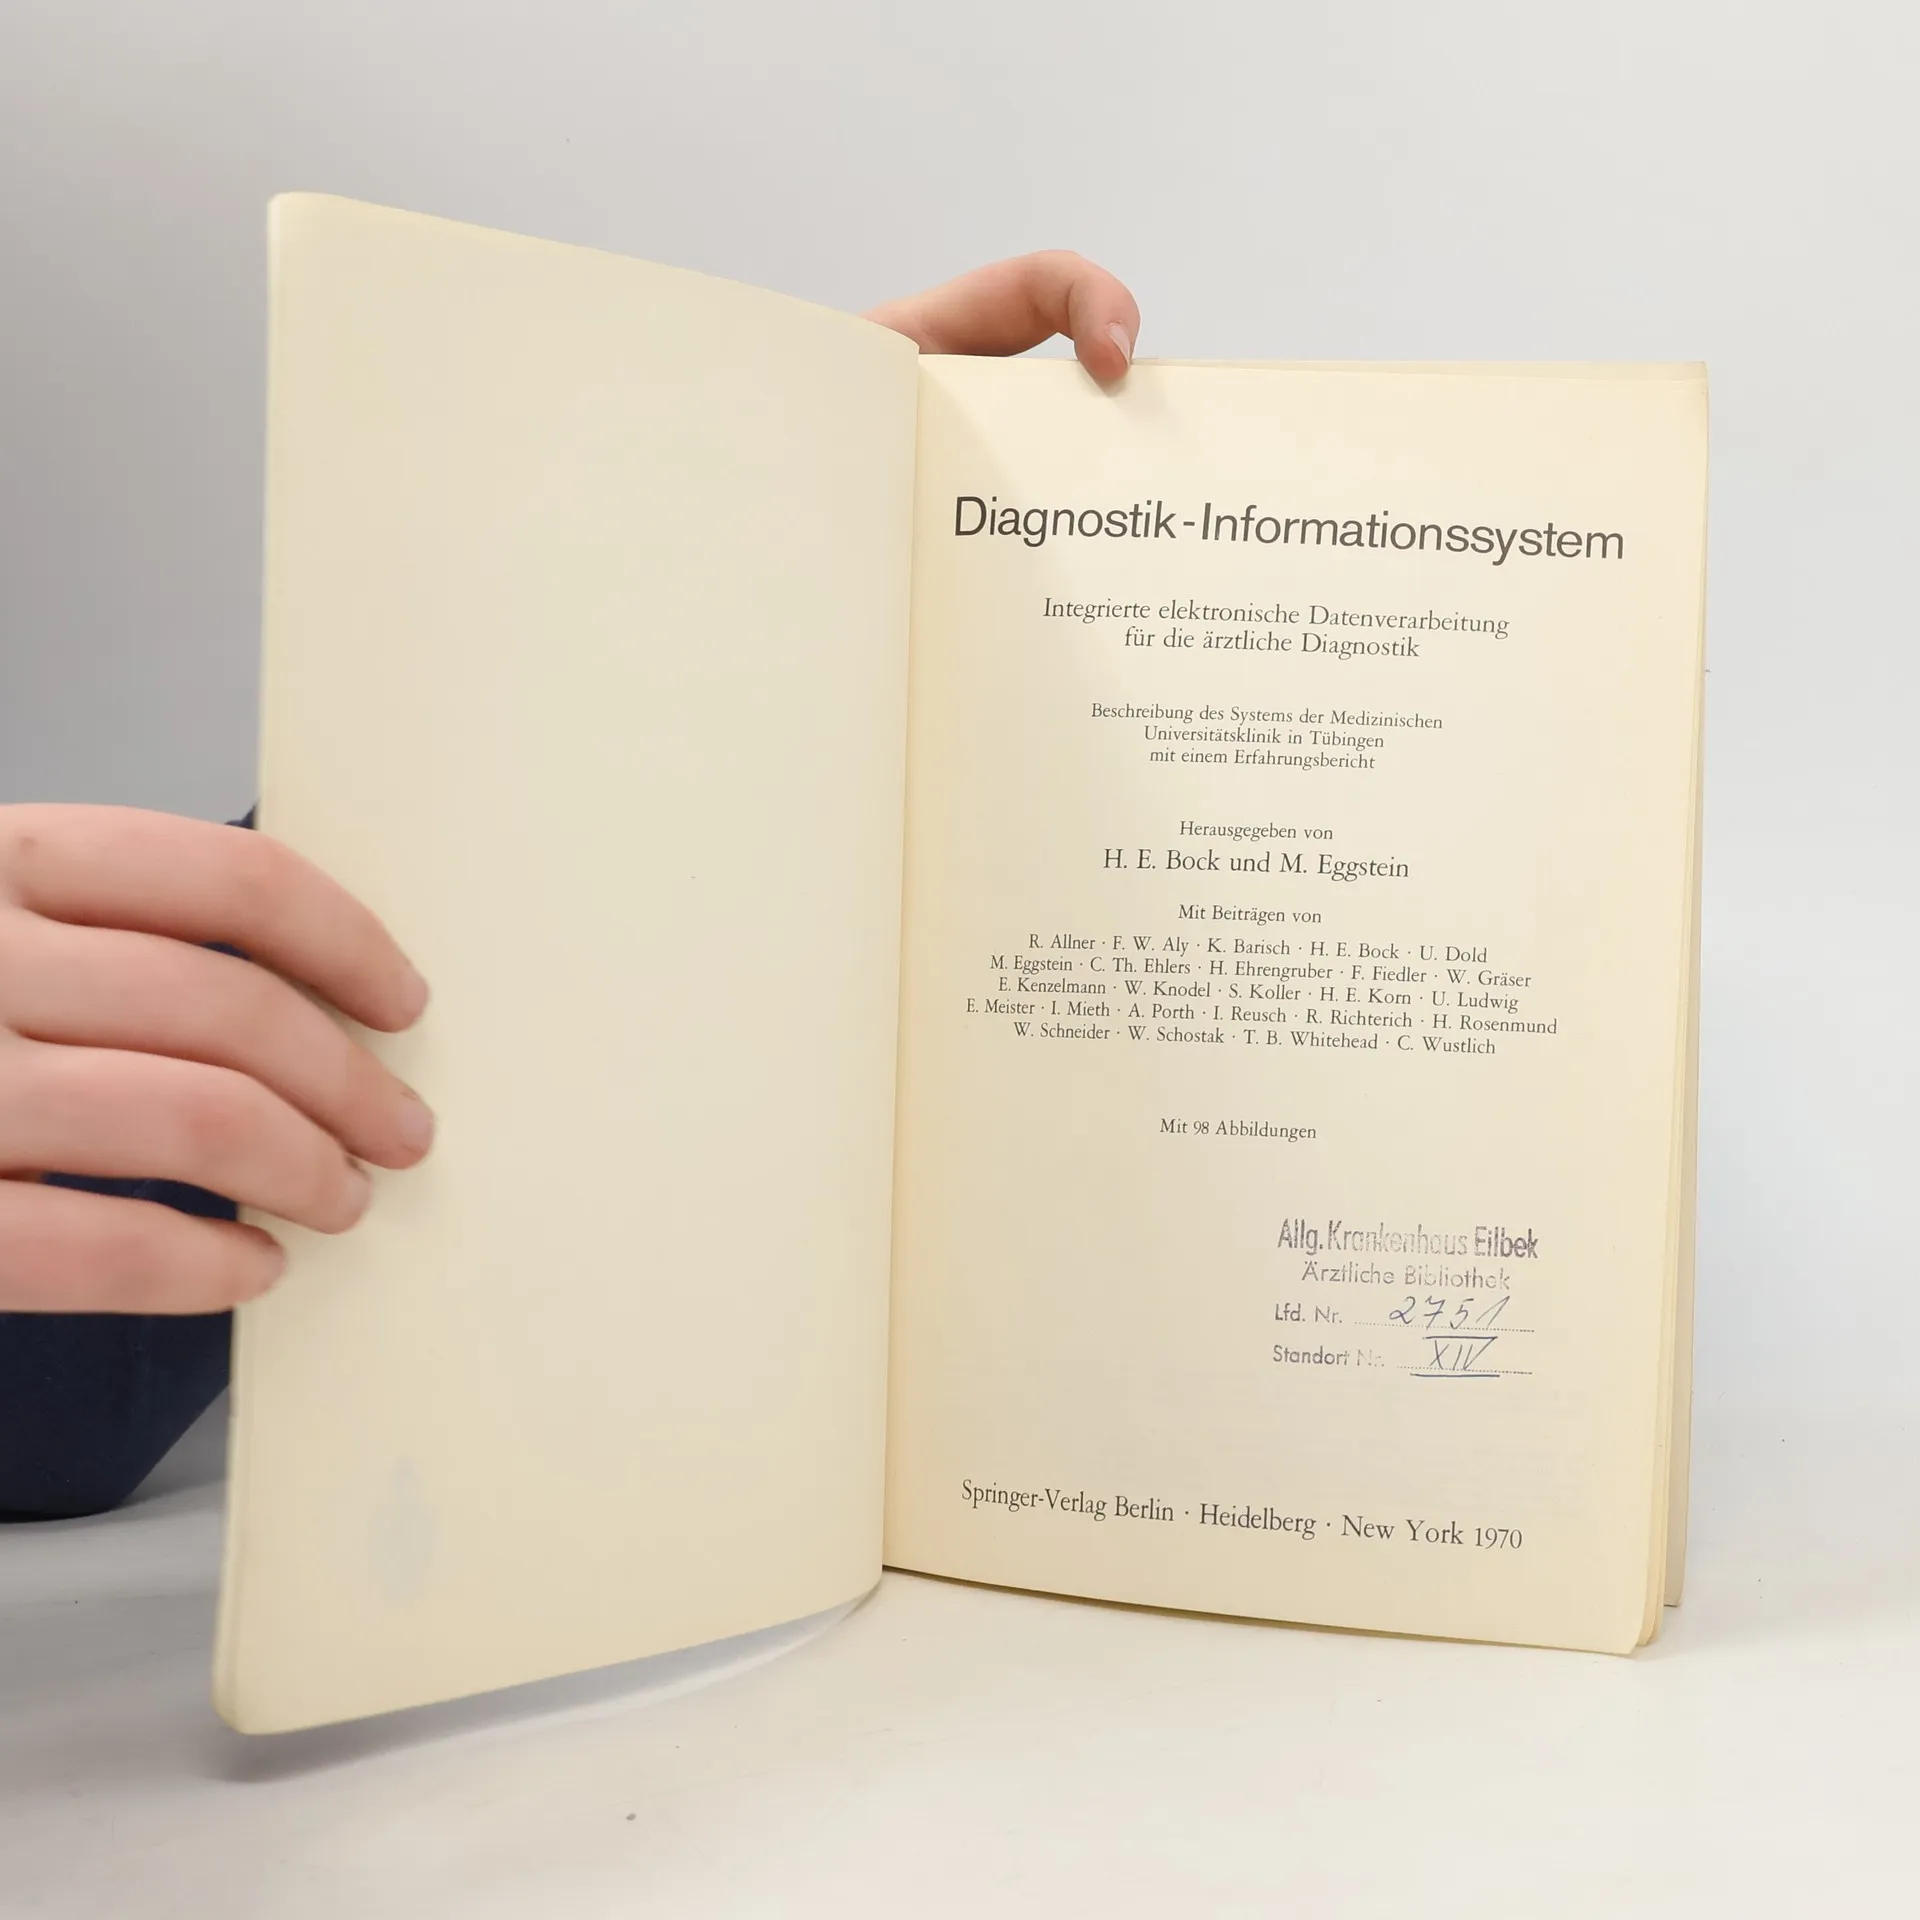 Diagnostik-Informationssystem
Integrierte elektronische Datenverarbeitung
für die ärztliche Diagnostik
Beschreibung des Systems der Medizinischen
Universitätsklinik in Tübingen
mit einem Erfahrungsbericht
Herausgegeben von
H. E. Bock und M. Eggstein
Mit Beiträgen von
R. Allner · F. W. Aly · K. Barisch · H. E. Bock · U. Dold
M. Eggstein · C. Th. Ehlers · H. Ehrengruber · F. Fiedler · W. Gräser
E. Kenzelmann · W. Knodel · S. Koller · H. E. Korn · U. Ludwig
E. Meister · I. Mieth · A. Porth · I. Reusch · R. Richterich · H. Rosenmund
W. Schneider · W. Schostak · T. B. Whitehead · C. Wustlich
Mit 98 Abbildungen
Allg. Krankenhaus Eilbek
Ärztliche Bibliothek
Lfd. Nr. 2751
Standort Nr. XIV
Springer-Verlag Berlin · Heidelberg · New York 1970